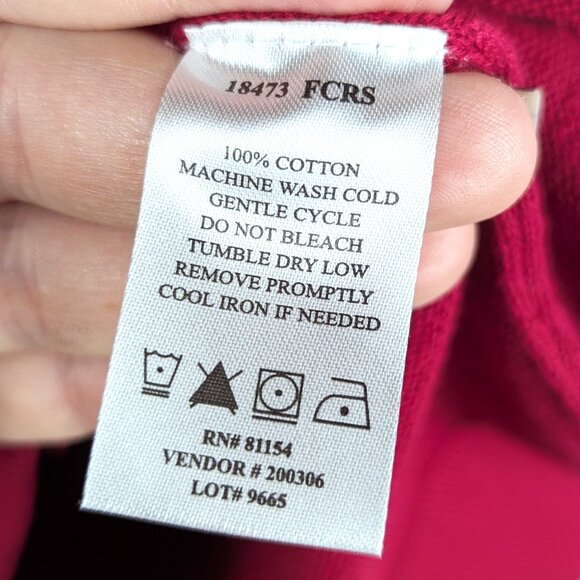 18473 FCRS
100% COTTON
MACHINE WASH COLD
GENTLE CYCLE
DO NOT BLEACH
TUMBLE DRY LOW
REMOVE PROMPTLY
COOL IRON IF NEEDED
RN# 81154
VENDOR # 200306
LOT# 9665